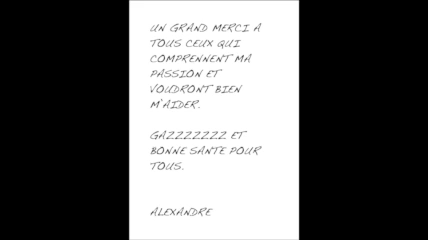 UN GRAND MERCI A
TOUS CEUX QUI
COMPRENNENT MA
PASSION ET
VOUDRONT BIEN
M'AIDER.
GAZZZZZZZ ET
BONNE SANTE POUR
TOUS.
ALEXANDRE